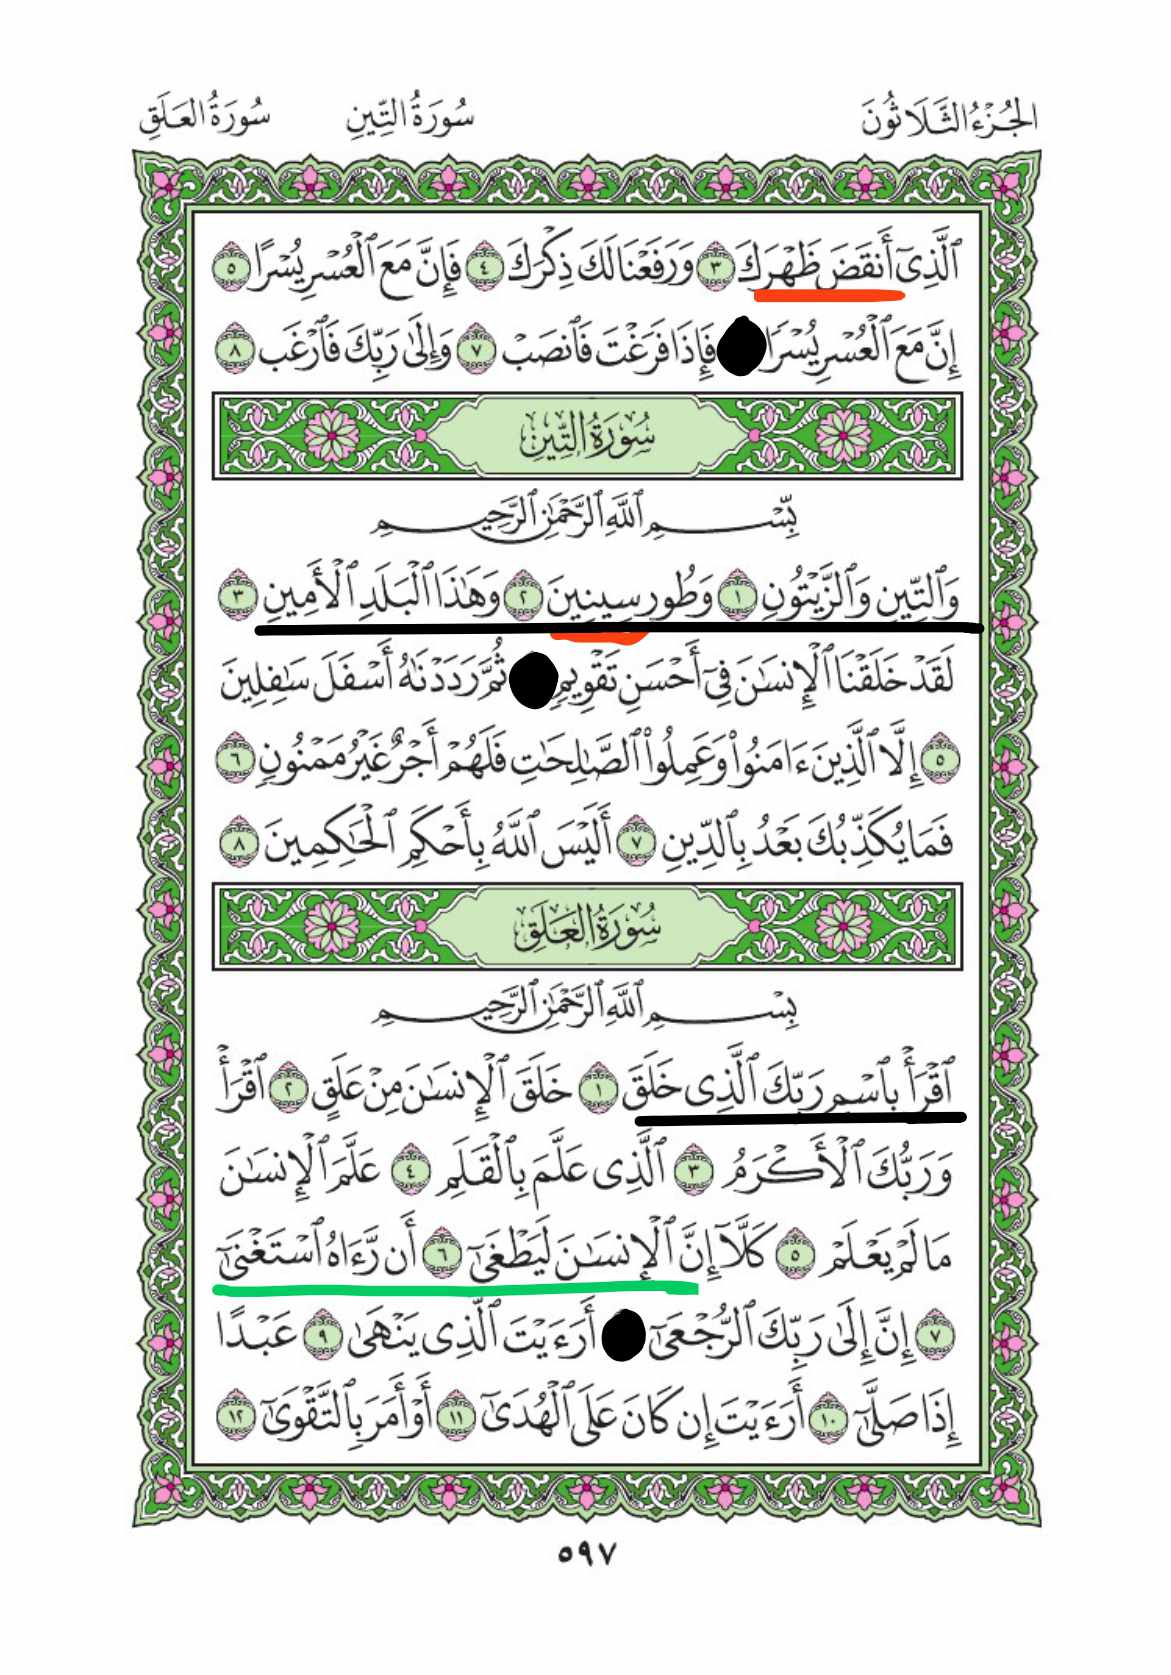 الجُزْءُ الثَّلَاثُونَ سُورَةُ التِّينِ سُورَةُ العَلَقِ
ٱلَّذِىٓ أَنقَضَ ظَهْرَكَ ٣ وَرَفَعْنَا لَكَ ذِكْرَكَ ٤ فَإِنَّ مَعَ ٱلْعُسْرِ يُسْرًا ٥
إِنَّ مَعَ ٱلْعُسْرِ يُسْرًا فَإِذَا فَرَغْتَ فَٱنصَبْ ٧ وَإِلَىٰ رَبِّكَ فَٱرْغَب ٨
سُورَةُ التِّينِ
بِّسْمِ ٱللَّهِ ٱلرَّحْمَٰنِ ٱلرَّحِيمِ
وَٱلتِّينِ وَٱلزَّيْتُونِ ١ وَطُورِ سِينِينَ ٢ وَهَٰذَا ٱلْبَلَدِ ٱلْأَمِينِ ٣
لَقَدْ خَلَقْنَا ٱلْإِنسَٰنَ فِىٓ أَحْسَنِ تَقْوِيمٍ ثُمَّ رَدَدْنَٰهُ أَسْفَلَ سَٰفِلِينَ
٥ إِلَّا ٱلَّذِينَ ءَامَنُوا۟ وَعَمِلُوا۟ ٱلصَّٰلِحَٰتِ فَلَهُمْ أَجْرٌ غَيْرُ مَمْنُونٍ ٦
فَمَا يُكَذِّبُكَ بَعْدُ بِٱلدِّينِ ٧ أَلَيْسَ ٱللَّهُ بِأَحْكَمِ ٱلْحَٰكِمِينَ ٨
سُورَةُ العَلَقِ
بِسْمِ ٱللَّهِ ٱلرَّحْمَٰنِ ٱلرَّحِيمِ
ٱقْرَأْ بِٱسْمِ رَبِّكَ ٱلَّذِى خَلَقَ ١ خَلَقَ ٱلْإِنسَٰنَ مِنْ عَلَقٍ ٢ ٱقْرَأْ
وَرَبُّكَ ٱلْأَكْرَمُ ٣ ٱلَّذِى عَلَّمَ بِٱلْقَلَمِ ٤ عَلَّمَ ٱلْإِنسَٰنَ
مَا لَمْ يَعْلَمْ ٥ كَلَّآ إِنَّ ٱلْإِنسَٰنَ لَيَطْغَىٰٓ ٦ أَن رَّءَاهُ ٱسْتَغْنَىٰٓ
٧ إِنَّ إِلَىٰ رَبِّكَ ٱلرُّجْعَىٰٓ أَرَءَيْتَ ٱلَّذِى يَنْهَىٰ ٩ عَبْدًا
إِذَا صَلَّىٰٓ ١٠ أَرَءَيْتَ إِن كَانَ عَلَى ٱلْهُدَىٰٓ ١١ أَوْ أَمَرَ بِٱلتَّقْوَىٰٓ ١٢
٥٩٧